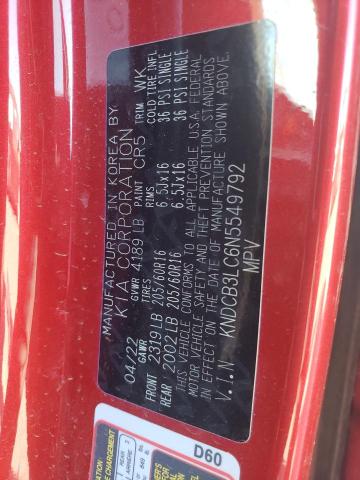 MANUFACTURED IN KOREA BY
KIA CORPORATION
04/22 GVWR 4189 LB PAINT CR5 TRIM WK
GAWR RIMS COLD TIRE INFL
FRONT 2319 LB 205/60R16 6.5JX16 36 PSI SINGLE
REAR 2002 LB 205/60R16 6.5JX16 36 PSI SINGLE
THIS VEHICLE CONFORMS TO ALL APPLICABLE U.S.A. FEDERAL
MOTOR VEHICLE SAFETY AND THEFT PREVENTION STANDARDS
IN EFFECT ON THE DATE OF MANUFACTURE SHOWN ABOVE.
V.I.N KNDCB3LC6N5549792
MPV
D60
REAR